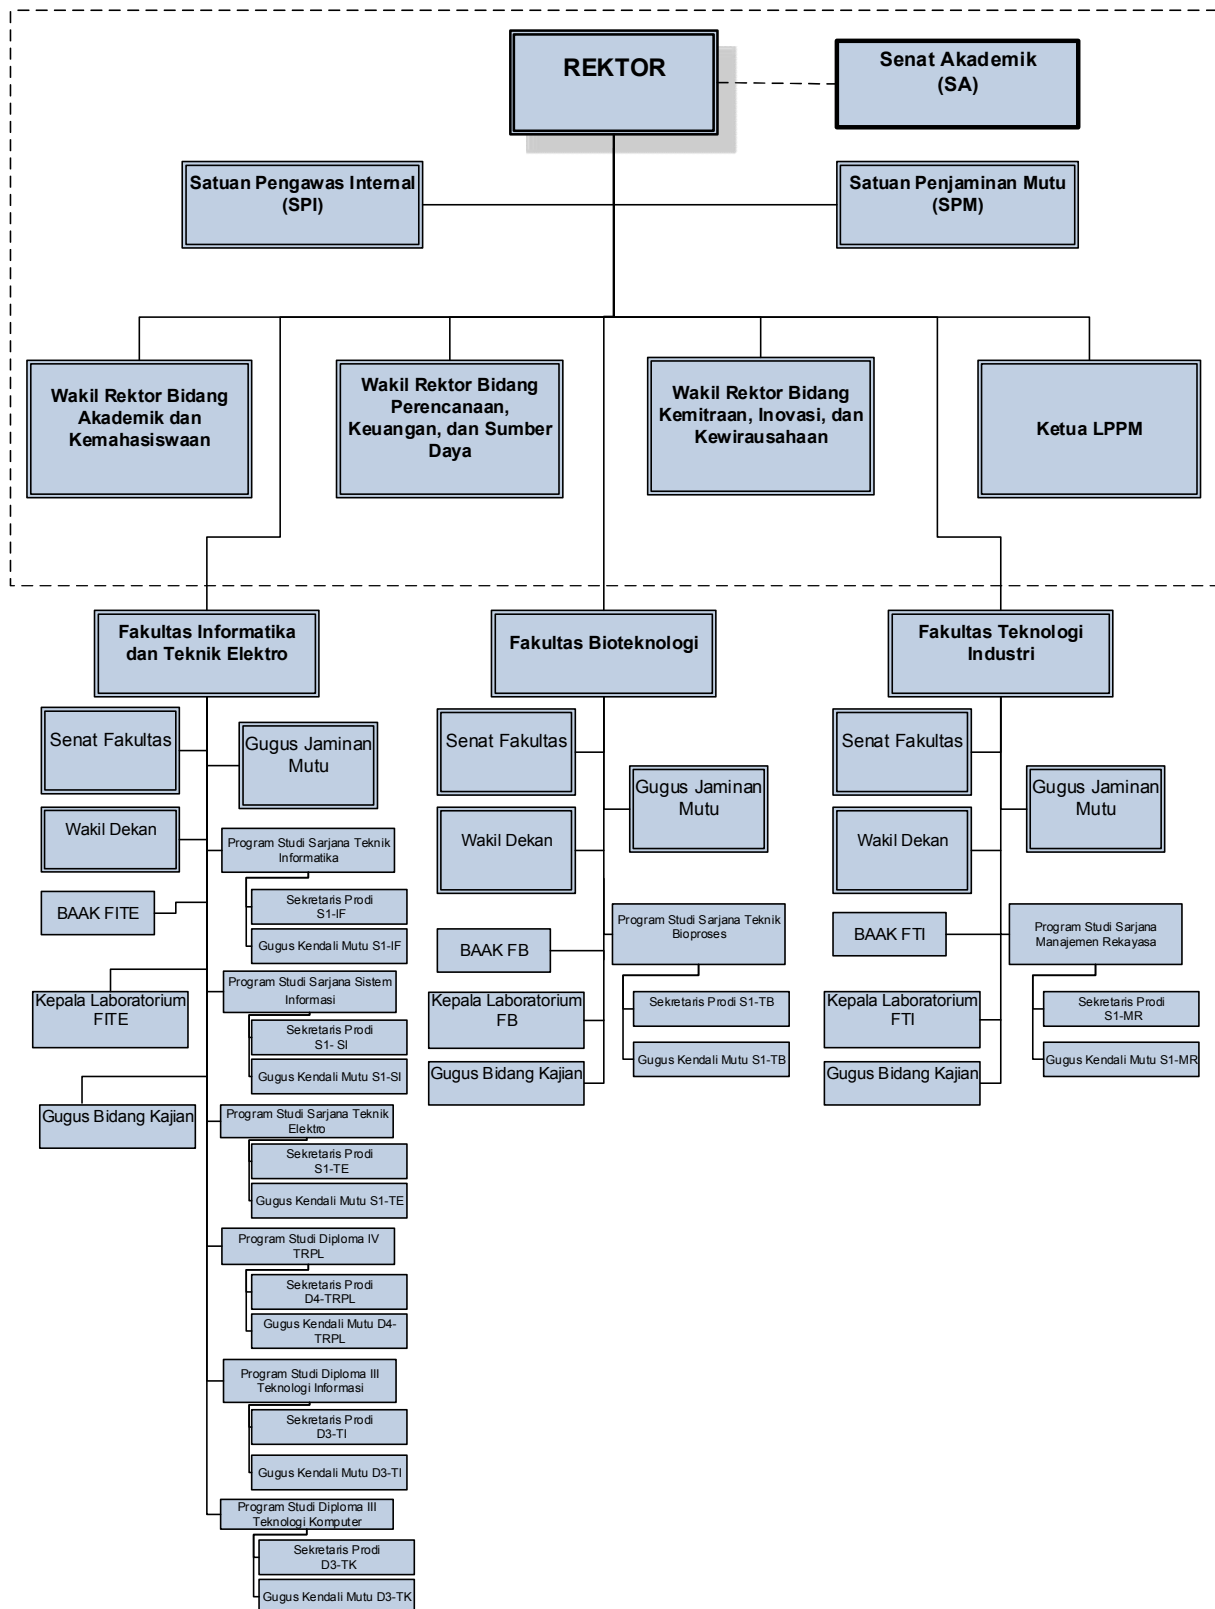 REKTOR
Senat Akademik
(SA)
Satuan Pengawas Internal
(SPI)
Satuan Penjaminan Mutu
(SPM)
Wakil Rektor Bidang
Akademik dan
Kemahasiswaan
Wakil Rektor Bidang
Perencanaan,
Keuangan, dan Sumber
Daya
Wakil Rektor Bidang
Kemitraan, Inovasi, dan
Kewirausahaan
Ketua LPPM
Fakultas Informatika
dan Teknik Elektro
Senat Fakultas
Gugus Jaminan
Mutu
Wakil Dekan
Program Studi Sarjana Teknik
Informatika
Sekretaris Prodi
S1-IF
BAAK FITE
Gugus Kendali Mutu S1-IF
Program Studi Sarjana Sistem
Informasi
Kepala Laboratorium
FITE
Sekretaris Prodi
S1- SI
Gugus Kendali Mutu S1-SI
Gugus Bidang Kajian
Program Studi Sarjana Teknik
Elektro
Sekretaris Prodi
S1-TE
Gugus Kendali Mutu S1-TE
Program Studi Diploma IV
TRPL
Sekretaris Prodi
D4-TRPL
Gugus Kendali Mutu D4-
TRPL
Program Studi Diploma III
Teknologi Informasi
Sekretaris Prodi
D3-TI
Gugus Kendali Mutu D3-TI
Program Studi Diploma III
Teknologi Komputer
Sekretaris Prodi
D3-TK
Gugus Kendali Mutu D3-TK
Fakultas Bioteknologi
Senat Fakultas
Gugus Jaminan
Mutu
Wakil Dekan
Program Studi Sarjana Teknik
Bioproses
BAAK FB
Kepala Laboratorium
FB
Sekretaris Prodi S1-TB
Gugus Kendali Mutu S1-TB
Gugus Bidang Kajian
Fakultas Teknologi
Industri
Senat Fakultas
Gugus Jaminan
Mutu
Wakil Dekan
BAAK FTI
Program Studi Sarjana
Manajemen Rekayasa
Kepala Laboratorium
FTI
Sekretaris Prodi
S1-MR
Gugus Kendali Mutu S1-MR
Gugus Bidang Kajian